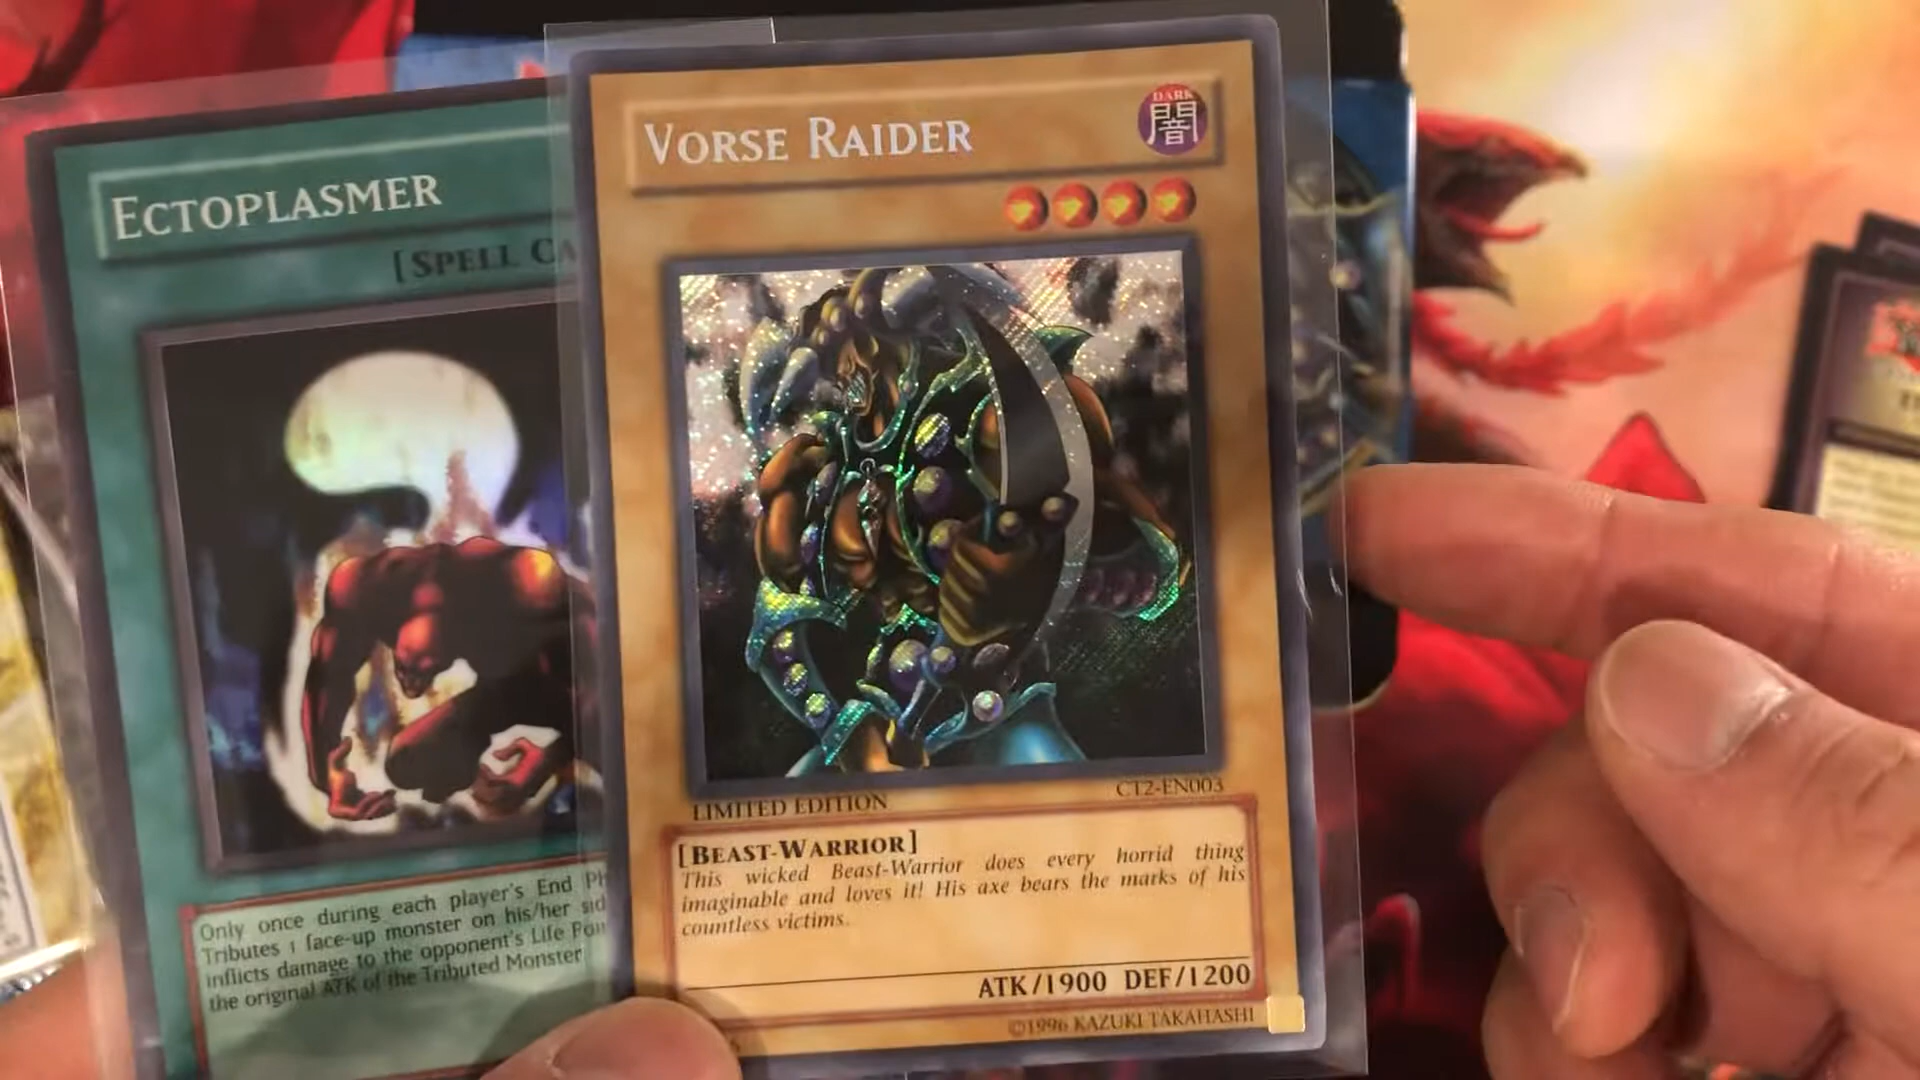 ECTOPLASMER
[SPELL CA
Only once during each player's End Ph
Tributes 1 face-up monster on his/her sid
inflicts damage to the opponent's Life Poin
the original ATK of the Tributed Monster
VORSE RAIDER
DARK
闇
LIMITED EDITION
CT2-EN003
[BEAST-WARRIOR]
This wicked Beast-Warrior does every horrid thing
imaginable and loves it! His axe bears the marks of his
countless victims.
ATK/1900 DEF/1200
©1996 KAZUKI TAKAHASHI